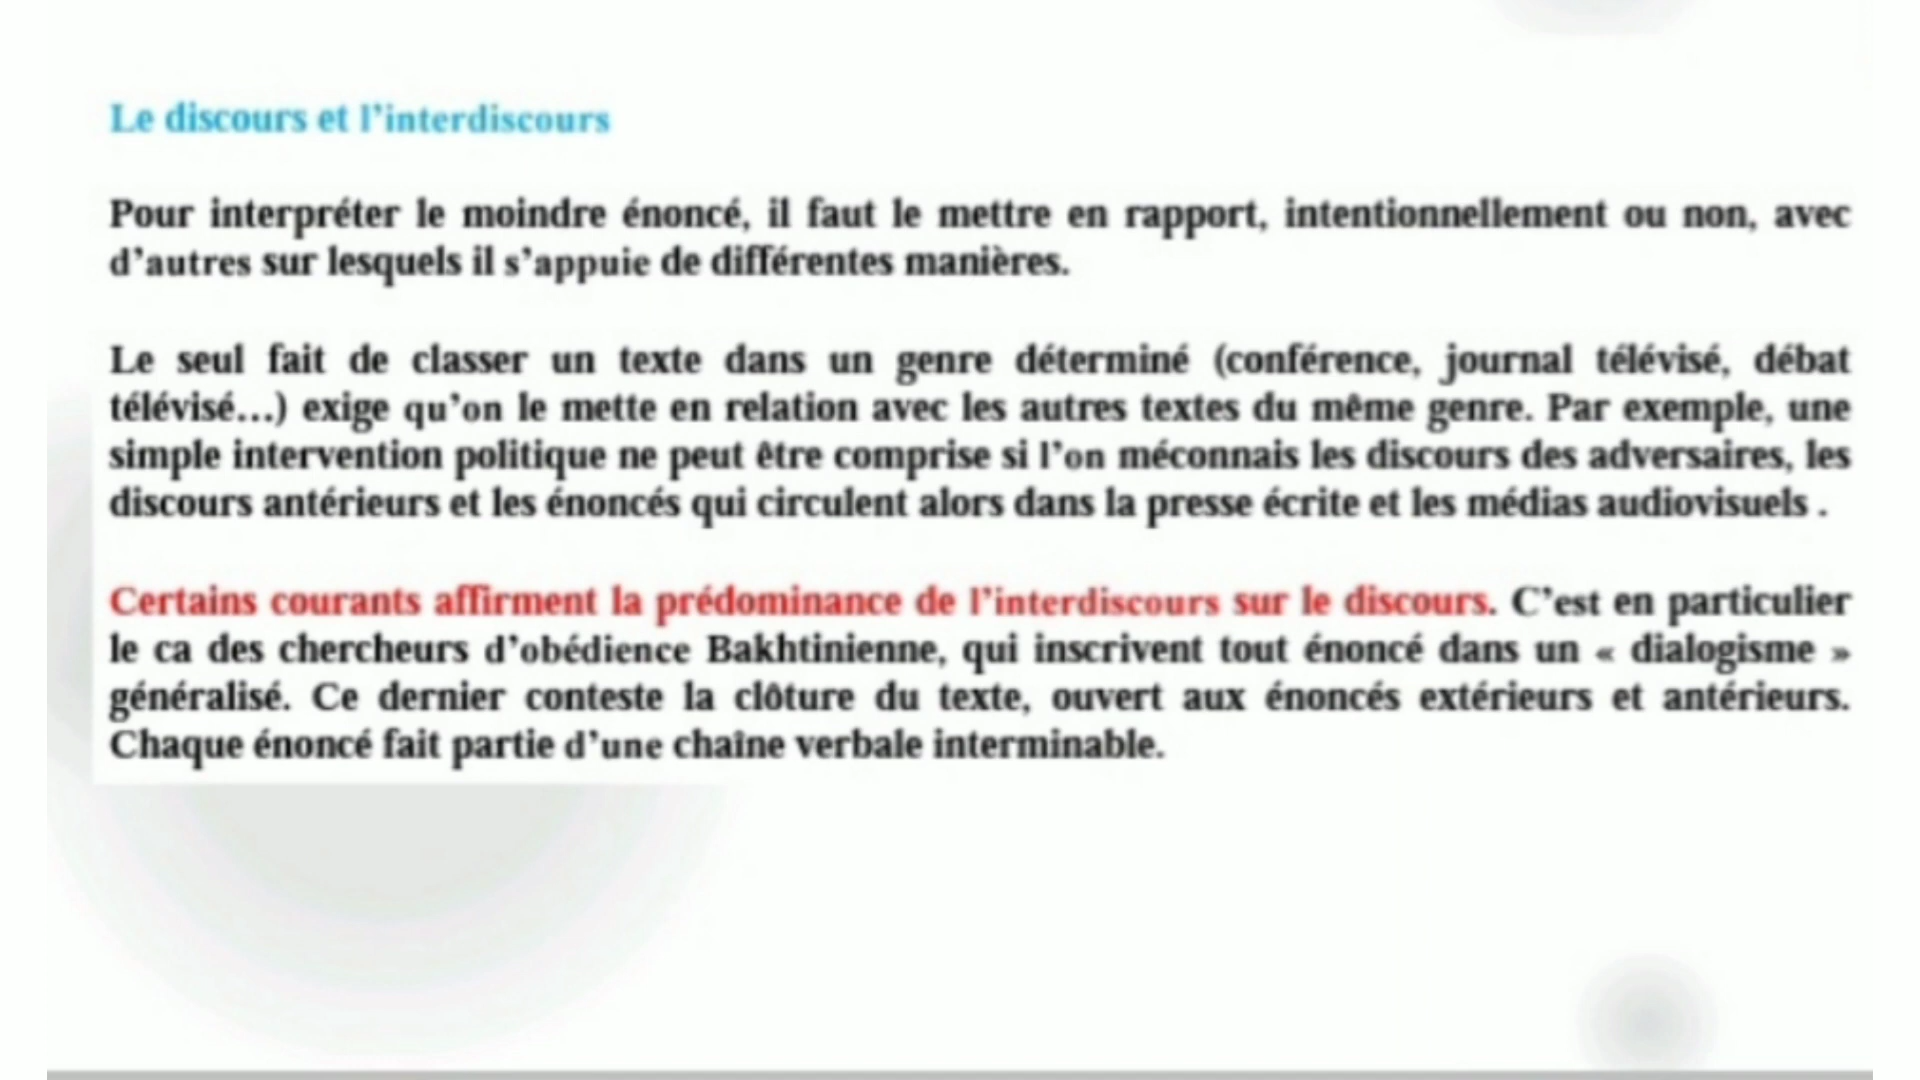 Le discours et l’interdiscours
Pour interpréter le moindre énoncé, il faut le mettre en rapport, intentionnellement ou non, avec
d’autres sur lesquels il s’appuie de différentes manières.
Le seul fait de classer un texte dans un genre déterminé (conférence, journal télévisé, débat
télévisé…) exige qu’on le mette en relation avec les autres textes du même genre. Par exemple, une
simple intervention politique ne peut être comprise si l’on méconnais les discours des adversaires, les
discours antérieurs et les énoncés qui circulent alors dans la presse écrite et les médias audiovisuels .
Certains courants affirment la prédominance de l’interdiscours sur le discours. C’est en particulier
le ca des chercheurs d’obédience Bakhtinienne, qui inscrivent tout énoncé dans un « dialogisme »
généralisé. Ce dernier conteste la clôture du texte, ouvert aux énoncés extérieurs et antérieurs.
Chaque énoncé fait partie d’une chaîne verbale interminable.